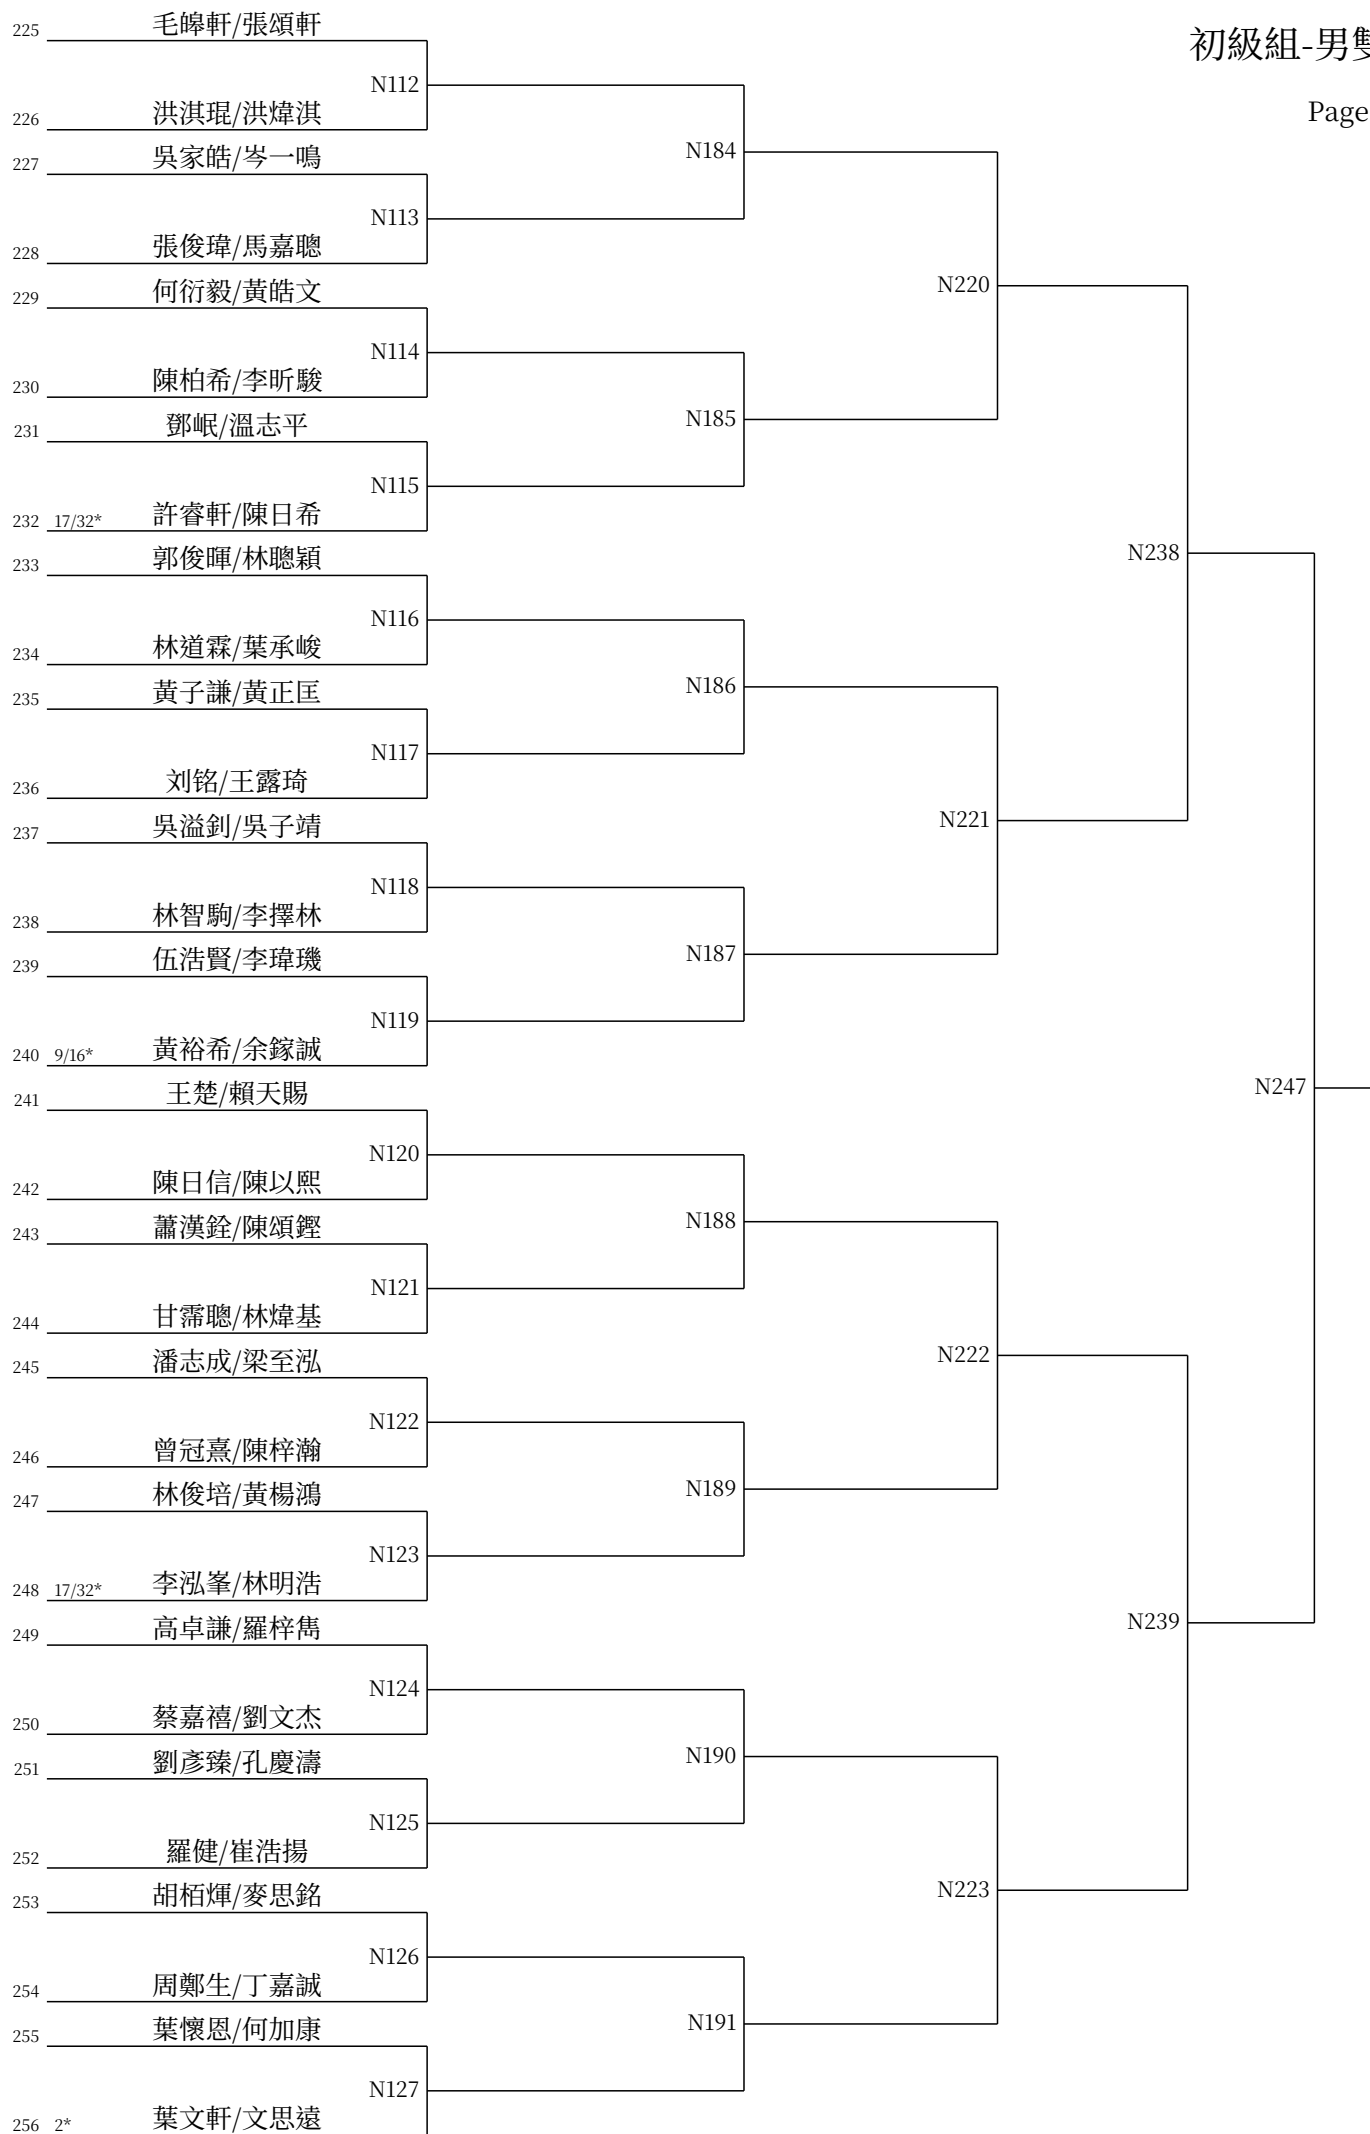 初級組-男雙
Page
225 毛皞軒/張頌軒
N112
226 洪淇琨/洪煒淇
N184
227 吳家皓/岑一鳴
N113
228 張俊瑋/馬嘉聰
N220
229 何衍毅/黃皓文
N114
230 陳柏希/李昕駿
N185
231 鄧岷/溫志平
N115
232 17/32* 許睿軒/陳日希
N238
233 郭俊暉/林聰穎
N116
234 林道霖/葉承峻
N186
235 黃子謙/黃正匡
N117
236 刘铭/王露琦
N221
237 吳溢釗/吳子靖
N118
238 林智駒/李擇林
N187
239 伍浩賢/李瑋璣
N119
240 9/16* 黃裕希/余鎵誠
N247
241 王楚/賴天賜
N120
242 陳日信/陳以熙
N188
243 蕭漢銓/陳頌鏗
N121
244 甘霈聰/林煒基
N222
245 潘志成/梁至泓
N122
246 曾冠熹/陳梓瀚
N189
247 林俊培/黃楊鴻
N123
248 17/32* 李泓峯/林明浩
N239
249 高卓謙/羅梓雋
N124
250 蔡嘉禧/劉文杰
N190
251 劉彥臻/孔慶濤
N125
252 羅健/崔浩揚
N223
253 胡栢煇/麥思銘
N126
254 周鄭生/丁嘉誠
N191
255 葉懷恩/何加康
N127
256 2* 葉文軒/文思遠